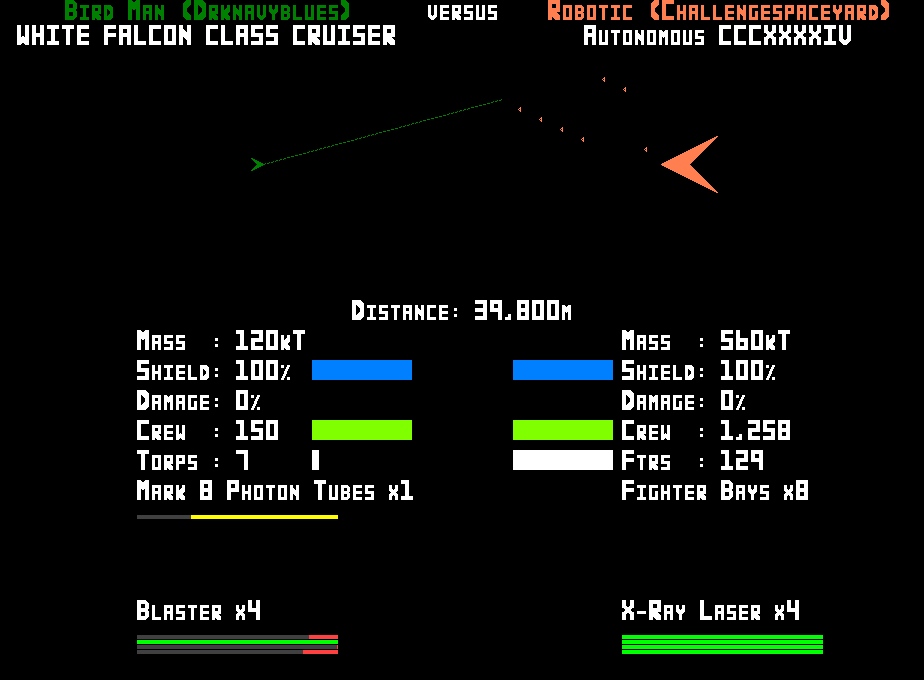 Bird Man (Drknavyblues) versus Robotic (Challengespaceyard)
WHITE FALCON CLASS CRUISER Autonomous CCCXXXXIV
Distance: 39,800m
Mass : 120kT Mass : 560kT
Shield: 100% Shield: 100%
Damage: 0% Damage: 0%
Crew : 150 Crew : 1,258
Torps : 7 Ftrs : 129
Mark 8 Photon Tubes x1 Fighter Bays x8
Blaster x4 X-Ray Laser x4